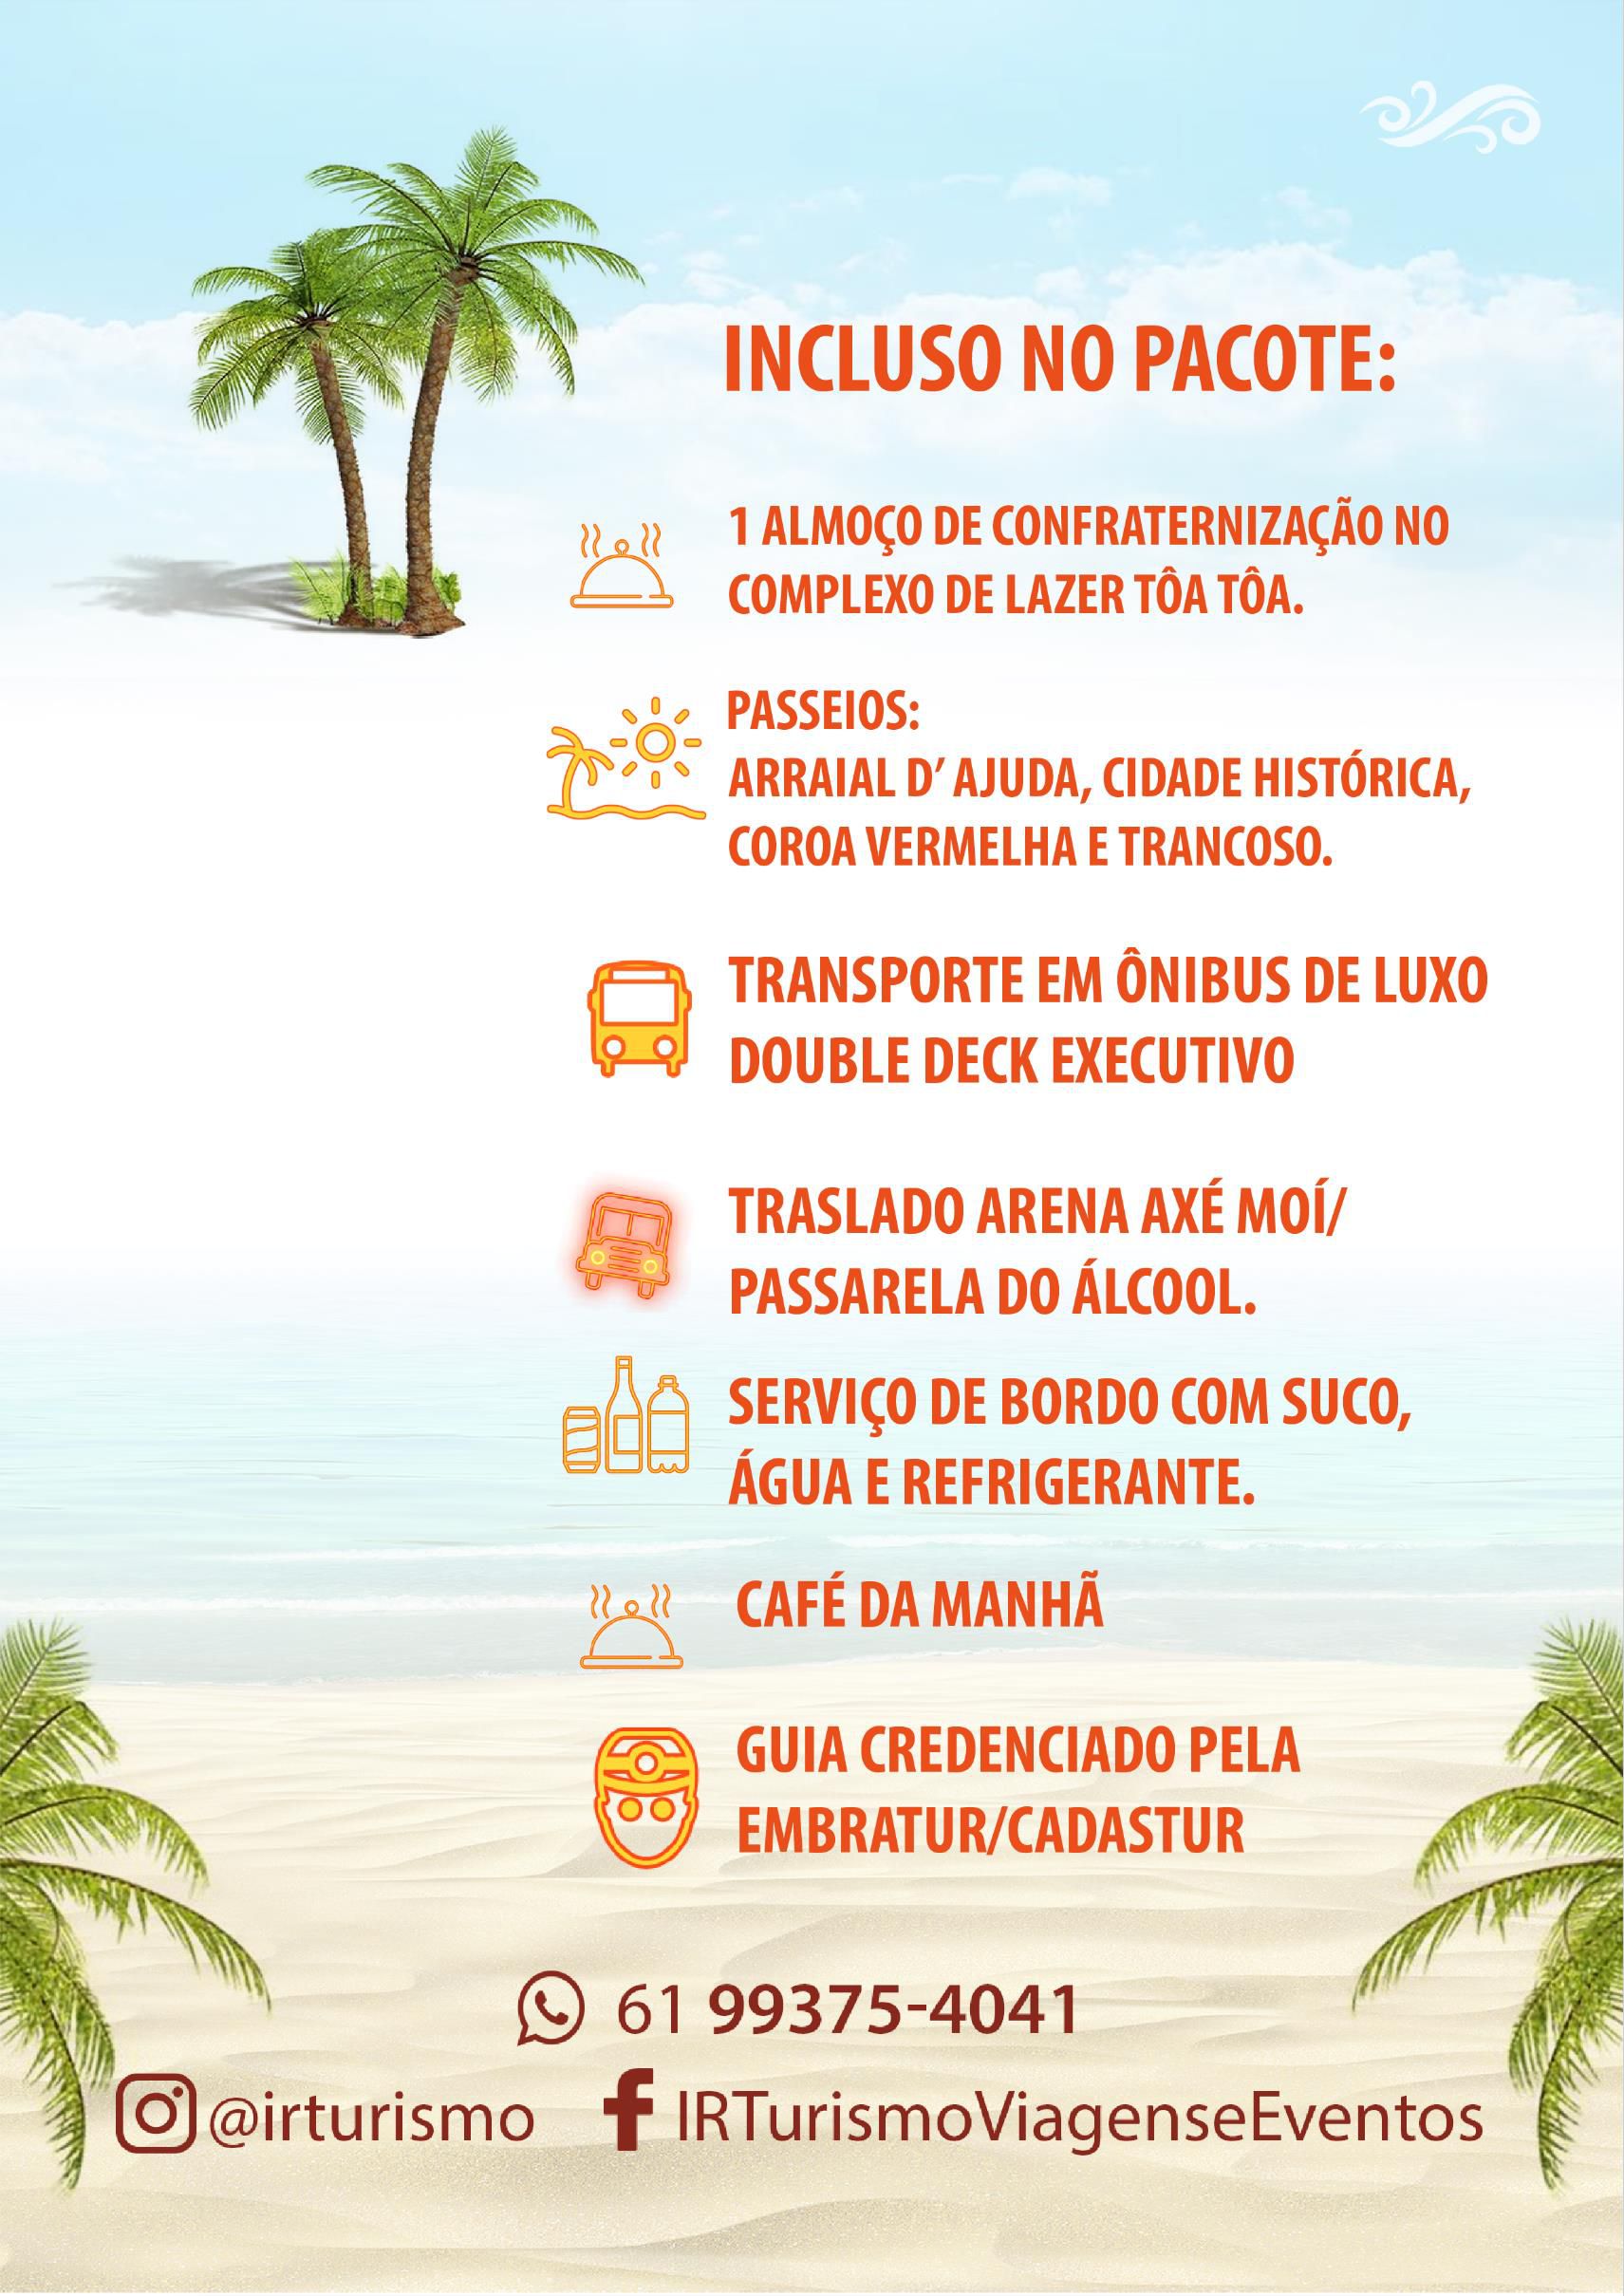 INCLUSO NO PACOTE:
1 ALMOÇO DE CONFRATERNIZAÇÃO NO
COMPLEXO DE LAZER TÔA TÔA.
PASSEIOS:
ARRAIAL D’ AJUDA, CIDADE HISTÓRICA,
COROA VERMELHA E TRANCOSO.
TRANSPORTE EM ÔNIBUS DE LUXO
DOUBLE DECK EXECUTIVO
TRASLADO ARENA AXÉ MOÍ/
PASSARELA DO ÁLCOOL.
SERVIÇO DE BORDO COM SUCO,
ÁGUA E REFRIGERANTE.
CAFÉ DA MANHÃ
GUIA CREDENCIADO PELA
EMBRATUR/CADASTUR
61 99375-4041
@irturismo IRTurismoViagenseEventos